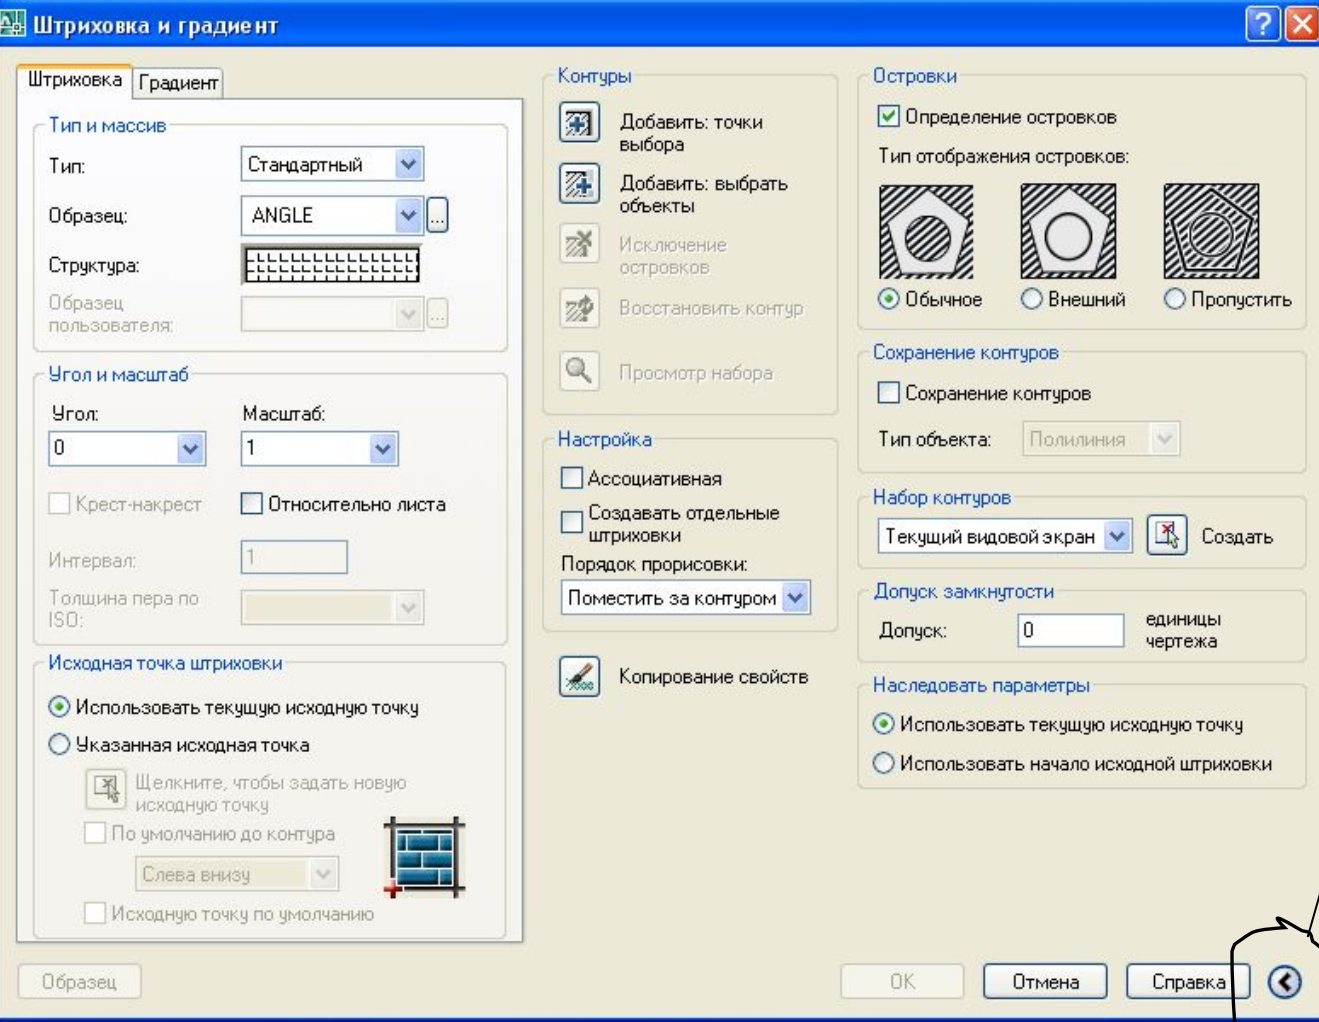 Штриховка и градиент
Штриховка
Градиент
Тип и массив
Тип:
Стандартный
Образец:
ANGLE
...
Структура:
Образец
пользователя:
...
Угол и масштаб
Угол:
Масштаб:
0
1
Крест-накрест
Относительно листа
Интервал:
1
Толщина пера по
ISO:
Исходная точка штриховки
Использовать текущую исходную точку
Указанная исходная точка
Щелкните, чтобы задать новую
исходную точку
По умолчанию до контура
Слева внизу
Исходную точку по умолчанию
Контуры
Добавить: точки
выбора
Добавить: выбрать
объекты
Исключение
островков
Восстановить контур
Просмотр набора
Настройка
Ассоциативная
Создавать отдельные
штриховки
Порядок прорисовки:
Поместить за контуром
Копирование свойств
Островки
Определение островков
Тип отображения островков:
Обычное
Внешний
Пропустить
Сохранение контуров
Сохранение контуров
Тип объекта:
Полилиния
Набор контуров
Текущий видовой экран
Создать
Допуск замкнутости
Допуск:
0
единицы
чертежа
Наследовать параметры
Использовать текущую исходную точку
Использовать начало исходной штриховки
Образец
OK
Отмена
Справка